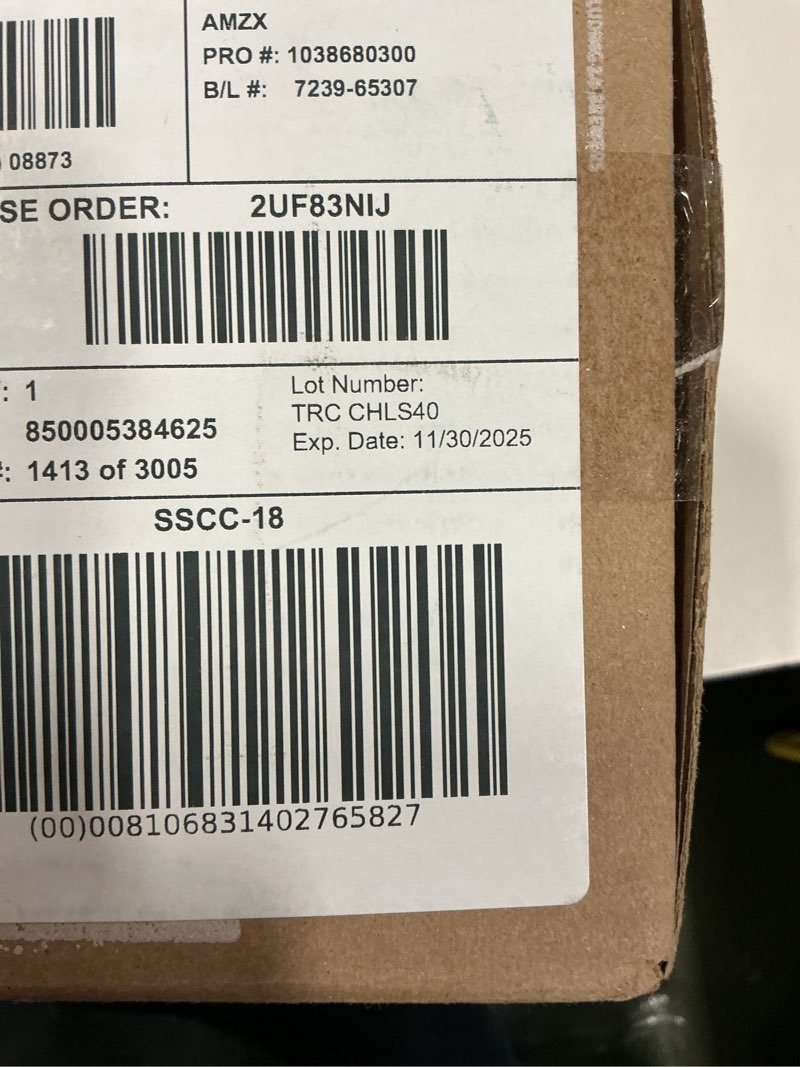 AMZX
PRO #: 1038680300
B/L #: 7239-65307
08873
SE ORDER: 2UF83NIJ
: 1
850005384625
#: 1413 of 3005
Lot Number:
TRC CHLS40
Exp. Date: 11/30/2025
SSCC-18
(00)008106831402765827